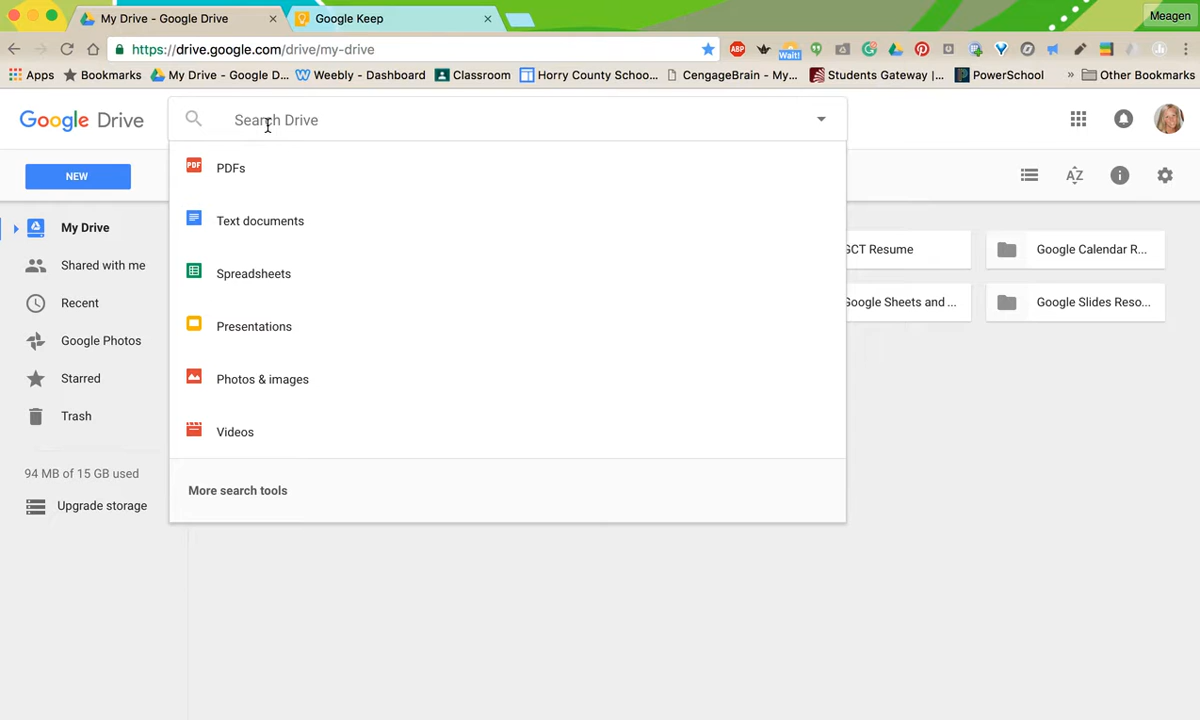 My Drive - Google Drive
Google Keep
Meagen
https://drive.google.com/drive/my-drive
ABP
Wait!
Apps
Bookmarks
My Drive - Google D...
Weebly - Dashboard
Classroom
Horry County Schoo...
CengageBrain - My...
Students Gateway |...
PowerSchool
» Other Bookmarks
Google Drive
Search Drive
NEW
PDF PDFs
Text documents
Spreadsheets
Presentations
Photos & images
Videos
More search tools
AZ
My Drive
Shared with me
Recent
Google Photos
Starred
Trash
94 MB of 15 GB used
Upgrade storage
GCT Resume
Google Calendar R...
Google Sheets and ...
Google Slides Reso...